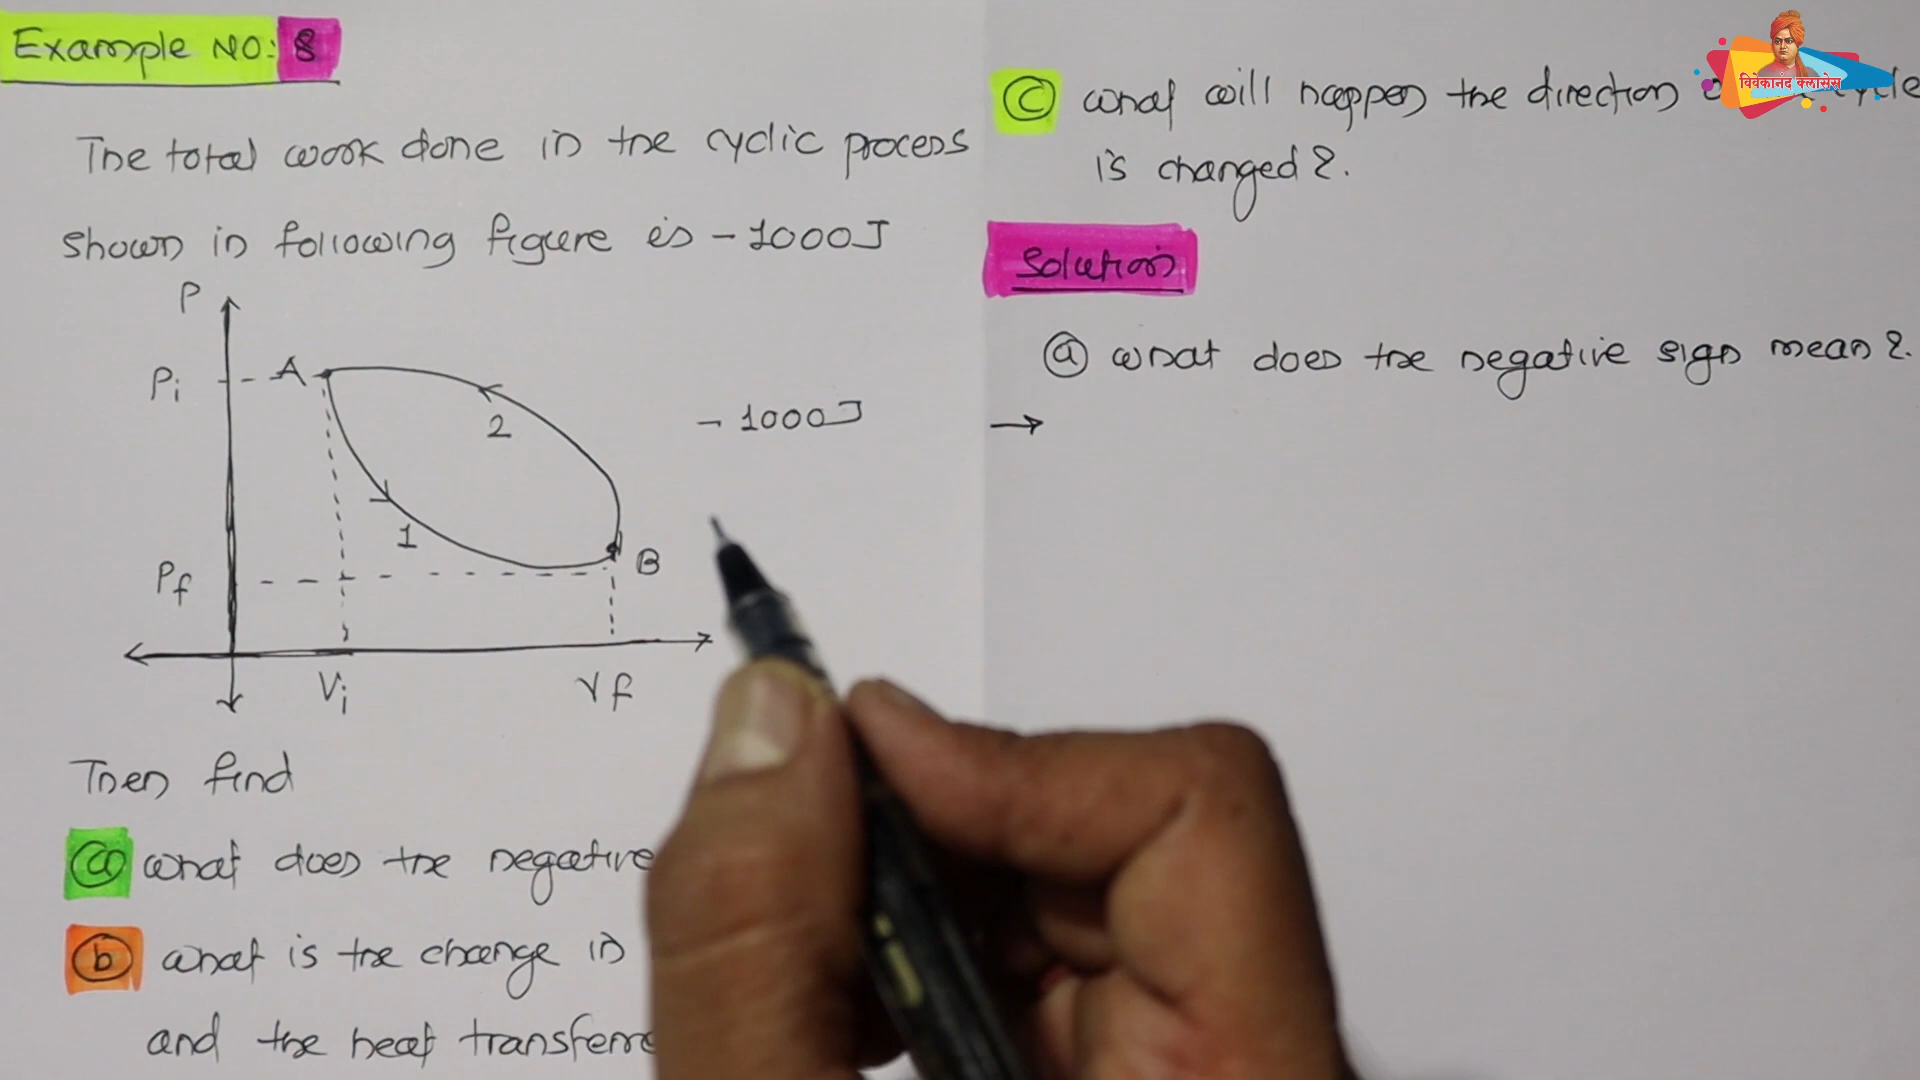 Example NO: 8
The total work done in the cyclic process
shown in following figure is - 1000J
P
Pi
A
2
- 1000J
1
B
Pf
Vi
Vf
Then find
(a) what does the negative
(b) what is the change in
and the heat
(c) what will happen the direction
is changed ?.
Solution
(a) what does the negative sign mean ?.
→
विवेकानंद क्लासेस